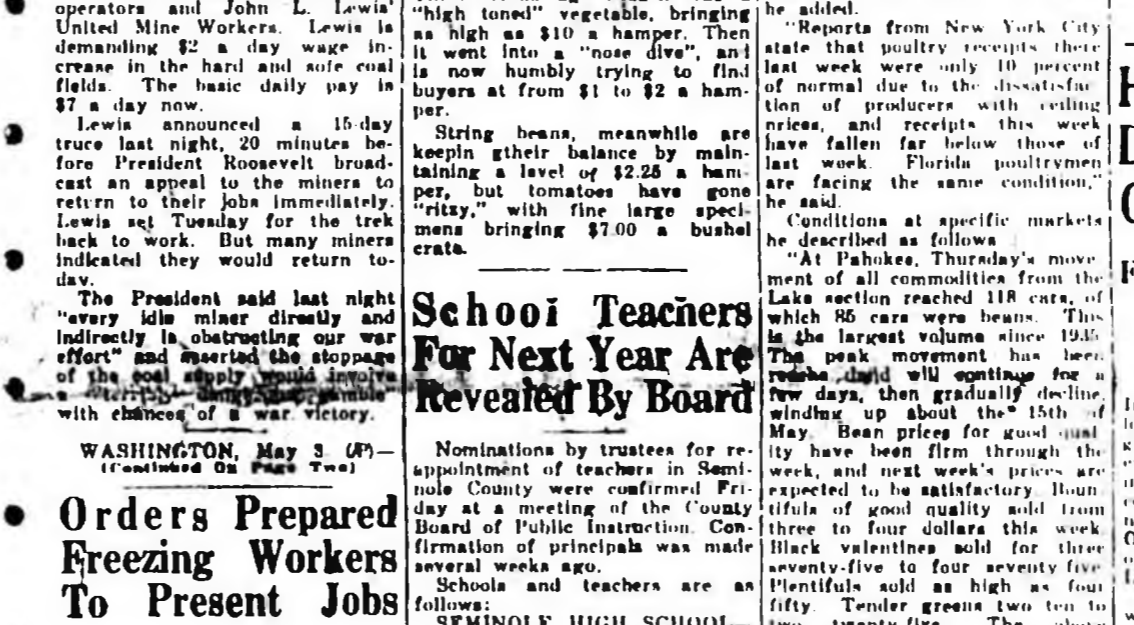 operators and John L. Lewis'
United Mine Workers. Lewis is
demanding $2 a day wage in-
crease in the hard and sofe coal
fields. The basic daily pay is
$7 a day now.
Lewis announced a 15-day
truce last night, 20 minutes be-
fore President Roosevelt broad-
cast an appeal to the miners to
return to their jobs immediately.
Lewis set Tuesday for the trek
back to work. But many miners
indicated they would return to-
day.
The President said last night
"every idle miner directly and
indirectly is obstructing our war
effort" and asserted the stoppage
of the coal supply would involve
a
with chances of a war victory.
WASHINGTON, May 3 (AP)—
(Continued On Page Two)
Orders Prepared
Freezing Workers
To Present Jobs
"high toned" vegetable, bringing
as high as $10 a hamper. Then
it went into a "nose dive", and
is now humbly trying to find
buyers at from $1 to $2 a ham-
per.
String beans, meanwhile are
keepin gtheir balance by main-
taining a level of $2.25 a ham-
per, but tomatoes have gone
"ritzy," with fine large speci-
mens bringing $7.00 a bushel
crate.
School Teachers
For Next Year Are
Revealed By Board
Nominations by trustees for re-
appointment of teachers in Semi-
nole County were confirmed Fri-
day at a meeting of the County
Board of Public Instruction. Con-
firmation of principals was made
several weeks ago.
Schools and teachers are as
follows:
SEMINOLE HIGH SCHOOL—
he added.
"Reports from New York City
state that poultry receipts there
last week were only 10 percent
of normal due to the dissatisfac-
tion of producers with ceiling
prices, and receipts this week
have fallen far below those of
last week. Florida poultrymen
are facing the same condition,"
he said.
Conditions at specific markets
he described as follows
"At Pahokee, Thursday's move
ment of all commodities from the
Lake section reached 118 cars, of
which 85 cars were beans. This
is the largest volume since
The peak movement has been
will continue for a
few days, then gradually decline,
winding up about the 15th of
May. Bean prices for good qual
ity have been firm through the
week, and next week's prices are
expected to be satisfactory. Boun
tifuls of good quality sold from
three to four dollars this week
Black valentines sold for three
seventy-five to four seventy five
Plentifuls sold as high as four
fifty. Tender greens two ten to